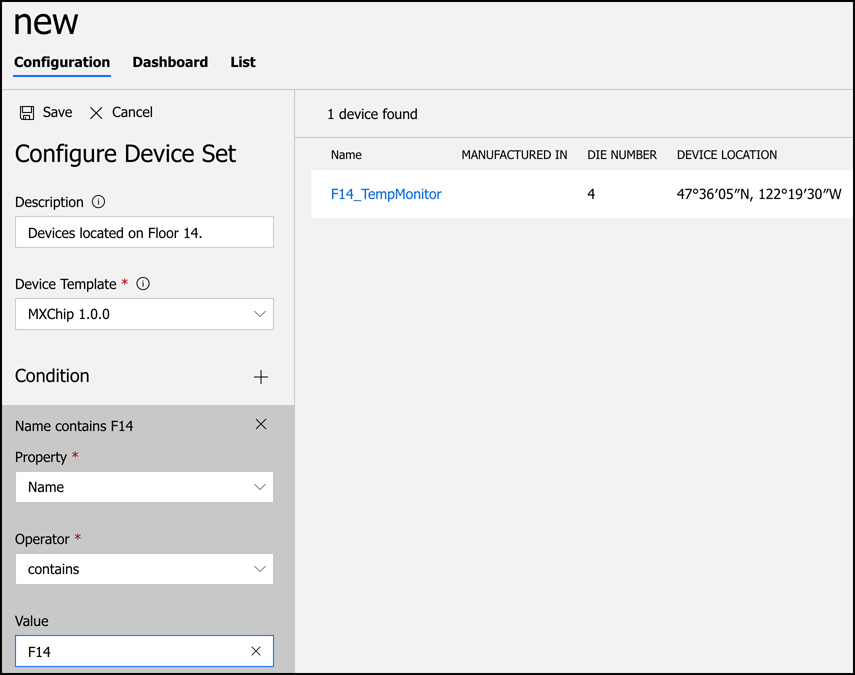 new
Configuration Dashboard List
Save Cancel
Configure Device Set
Description
Devices located on Floor 14.
Device Template *
MXChip 1.0.0
Condition
Name contains F14
Property *
Name
Operator *
contains
Value
F14
1 device found
Name MANUFACTURED IN DIE NUMBER DEVICE LOCATION
F14_TempMonitor 4 47°36′05″N, 122°19′30″W